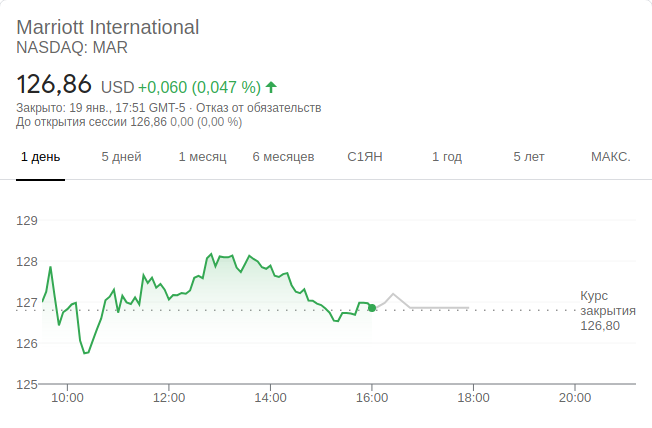 Marriott International
NASDAQ: MAR
126,86 USD +0,060 (0,047 %)
Закрыто: 19 янв., 17:51 GMT-5 · Отказ от обязательств
До открытия сессии 126,86 0,00 (0,00 %)
1 день 5 дней 1 месяц 6 месяцев С1ЯН 1 год 5 лет МАКС.
129
128
127
126
125
Курс
закрытия
126,80
10:00 12:00 14:00 16:00 18:00 20:00